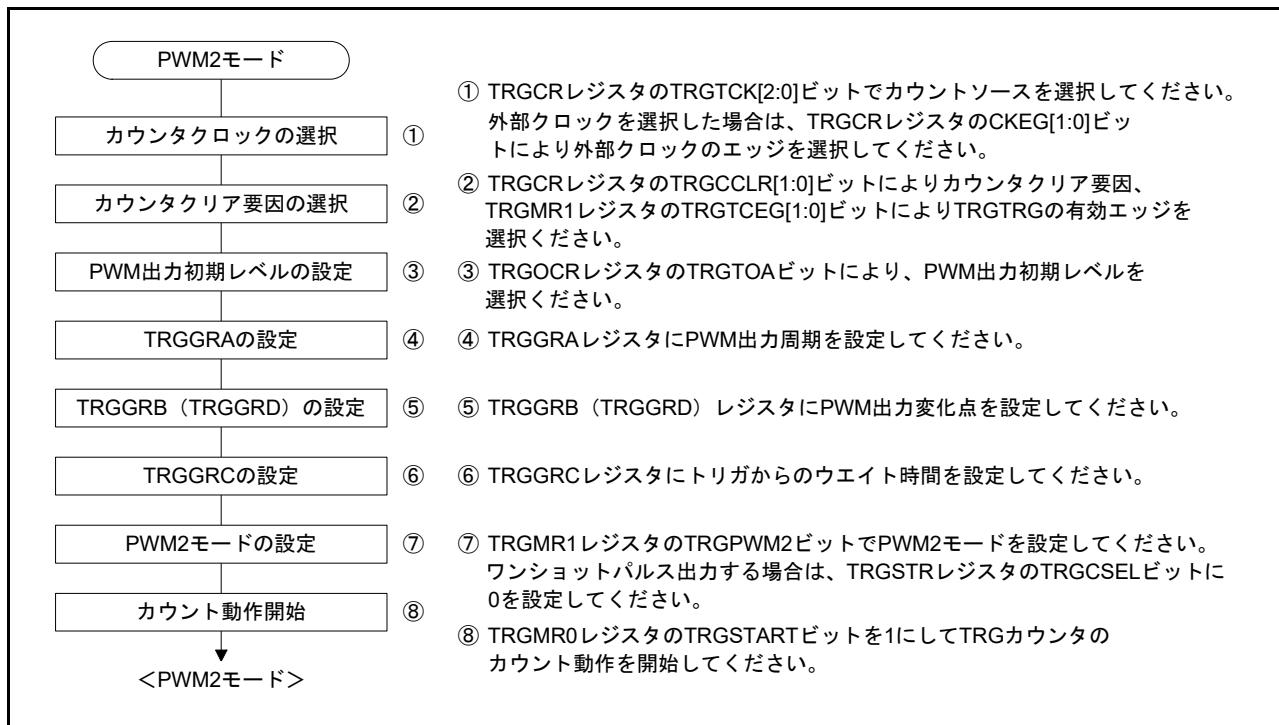 PWM2モード
カウンタクロックの選択 ①
カウンタクリア要因の選択 ②
PWM出力初期レベルの設定 ③
TRGGRAの設定 ④
TRGGRB（TRGGRD）の設定 ⑤
TRGGRCの設定 ⑥
PWM2モードの設定 ⑦
カウント動作開始 ⑧
＜PWM2モード＞
① TRGCRレジスタのTRGTCK[2:0]ビットでカウントソースを選択してください。
外部クロックを選択した場合は、TRGCRレジスタのCKEG[1:0]ビッ
トにより外部クロックのエッジを選択してください。
② TRGCRレジスタのTRGCCLR[1:0]ビットによりカウンタクリア要因、
TRGMR1レジスタのTRGTCEG[1:0]ビットによりTRGTRGの有効エッジを
選択ください。
③ TRGOCRレジスタのTRGTOAビットにより、PWM出力初期レベルを
選択ください。
④ TRGGRAレジスタにPWM出力周期を設定してください。
⑤ TRGGRB（TRGGRD）レジスタにPWM出力変化点を設定してください。
⑥ TRGGRCレジスタにトリガからのウエイト時間を設定してください。
⑦ TRGMR1レジスタのTRGPWM2ビットでPWM2モードを設定してください。
ワンショットパルス出力する場合は、TRGSTRレジスタのTRGCSELビットに
0を設定してください。
⑧ TRGMR0レジスタのTRGSTARTビットを1にしてTRGカウンタの
カウント動作を開始してください。